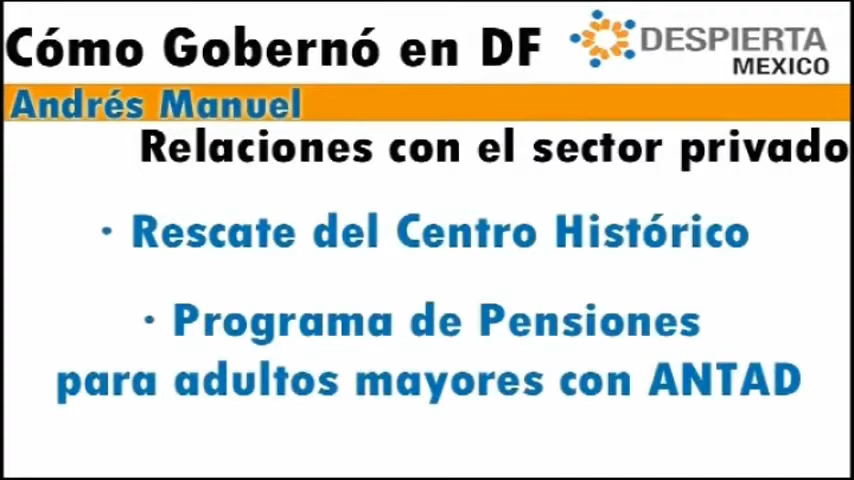 Cómo Gobernó en DF
DESPIERTA
MEXICO
Andrés Manuel
Relaciones con el sector privado
· Rescate del Centro Histórico
· Programa de Pensiones
para adultos mayores con ANTAD